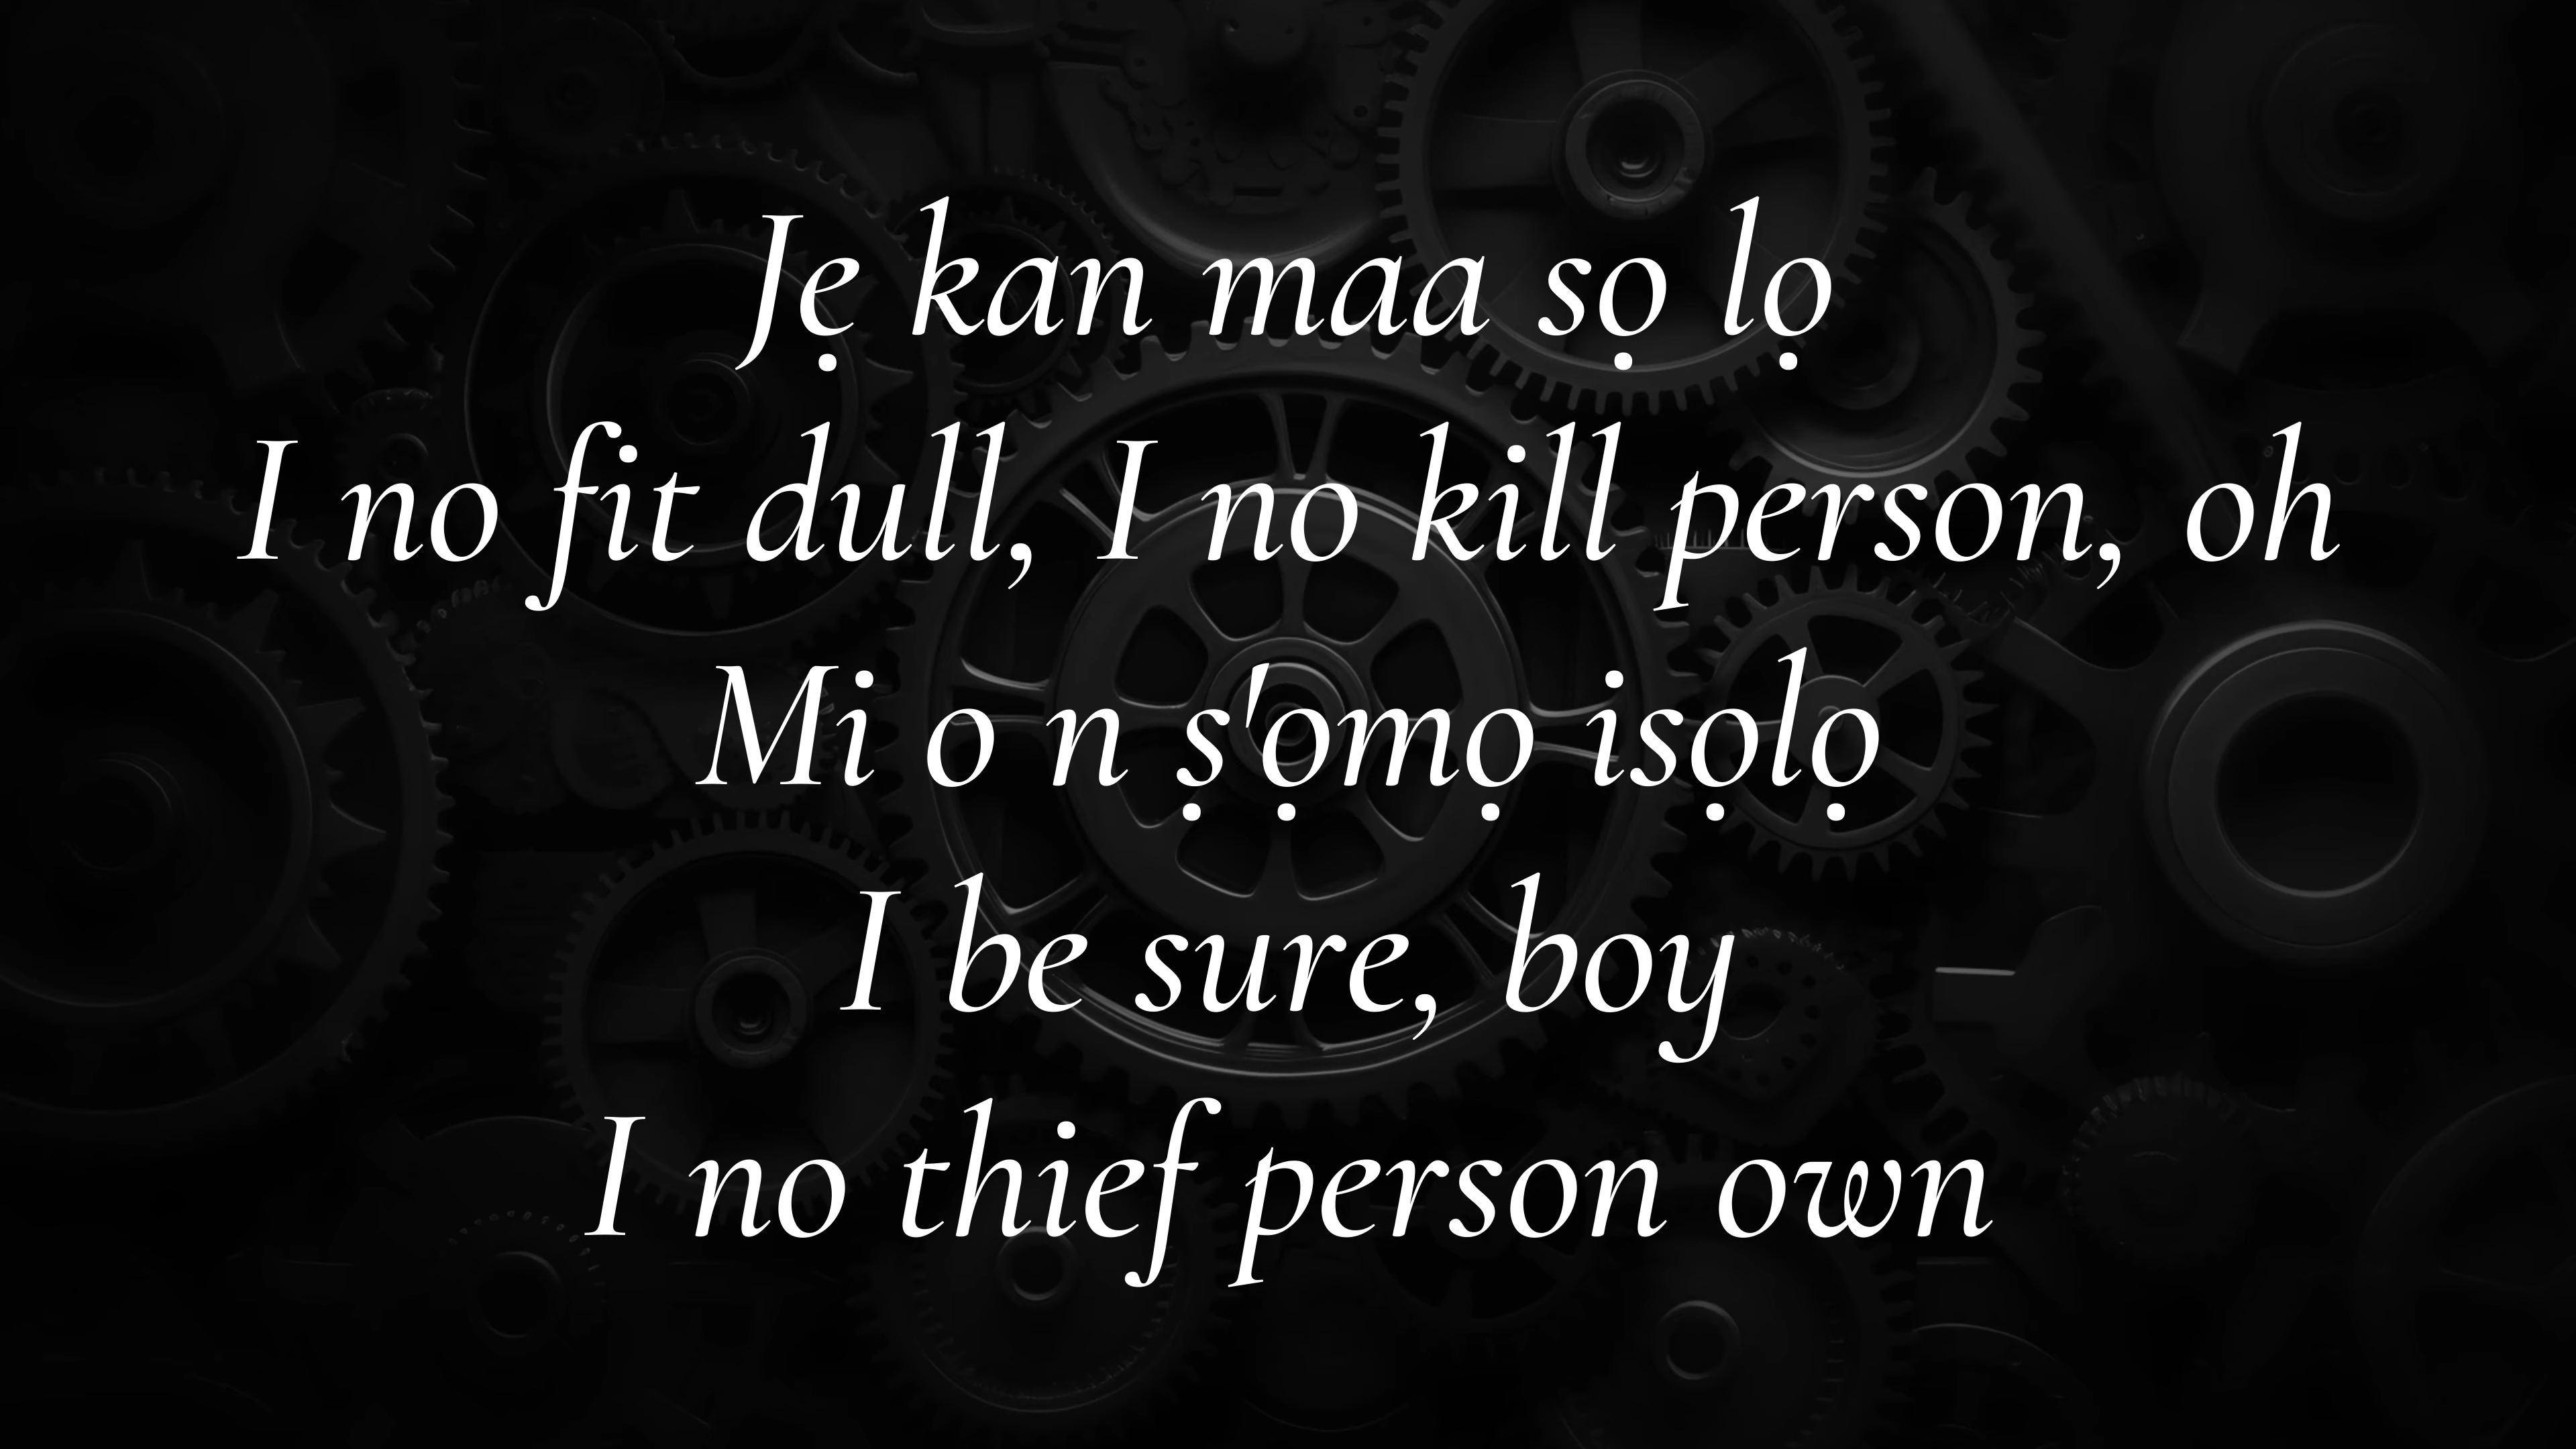 Jẹ kan maa sọ lọ
I no fit dull, I no kill person, oh
Mi o n ṣ'ọmọ isọlọ
I be sure, boy
I no thief person own